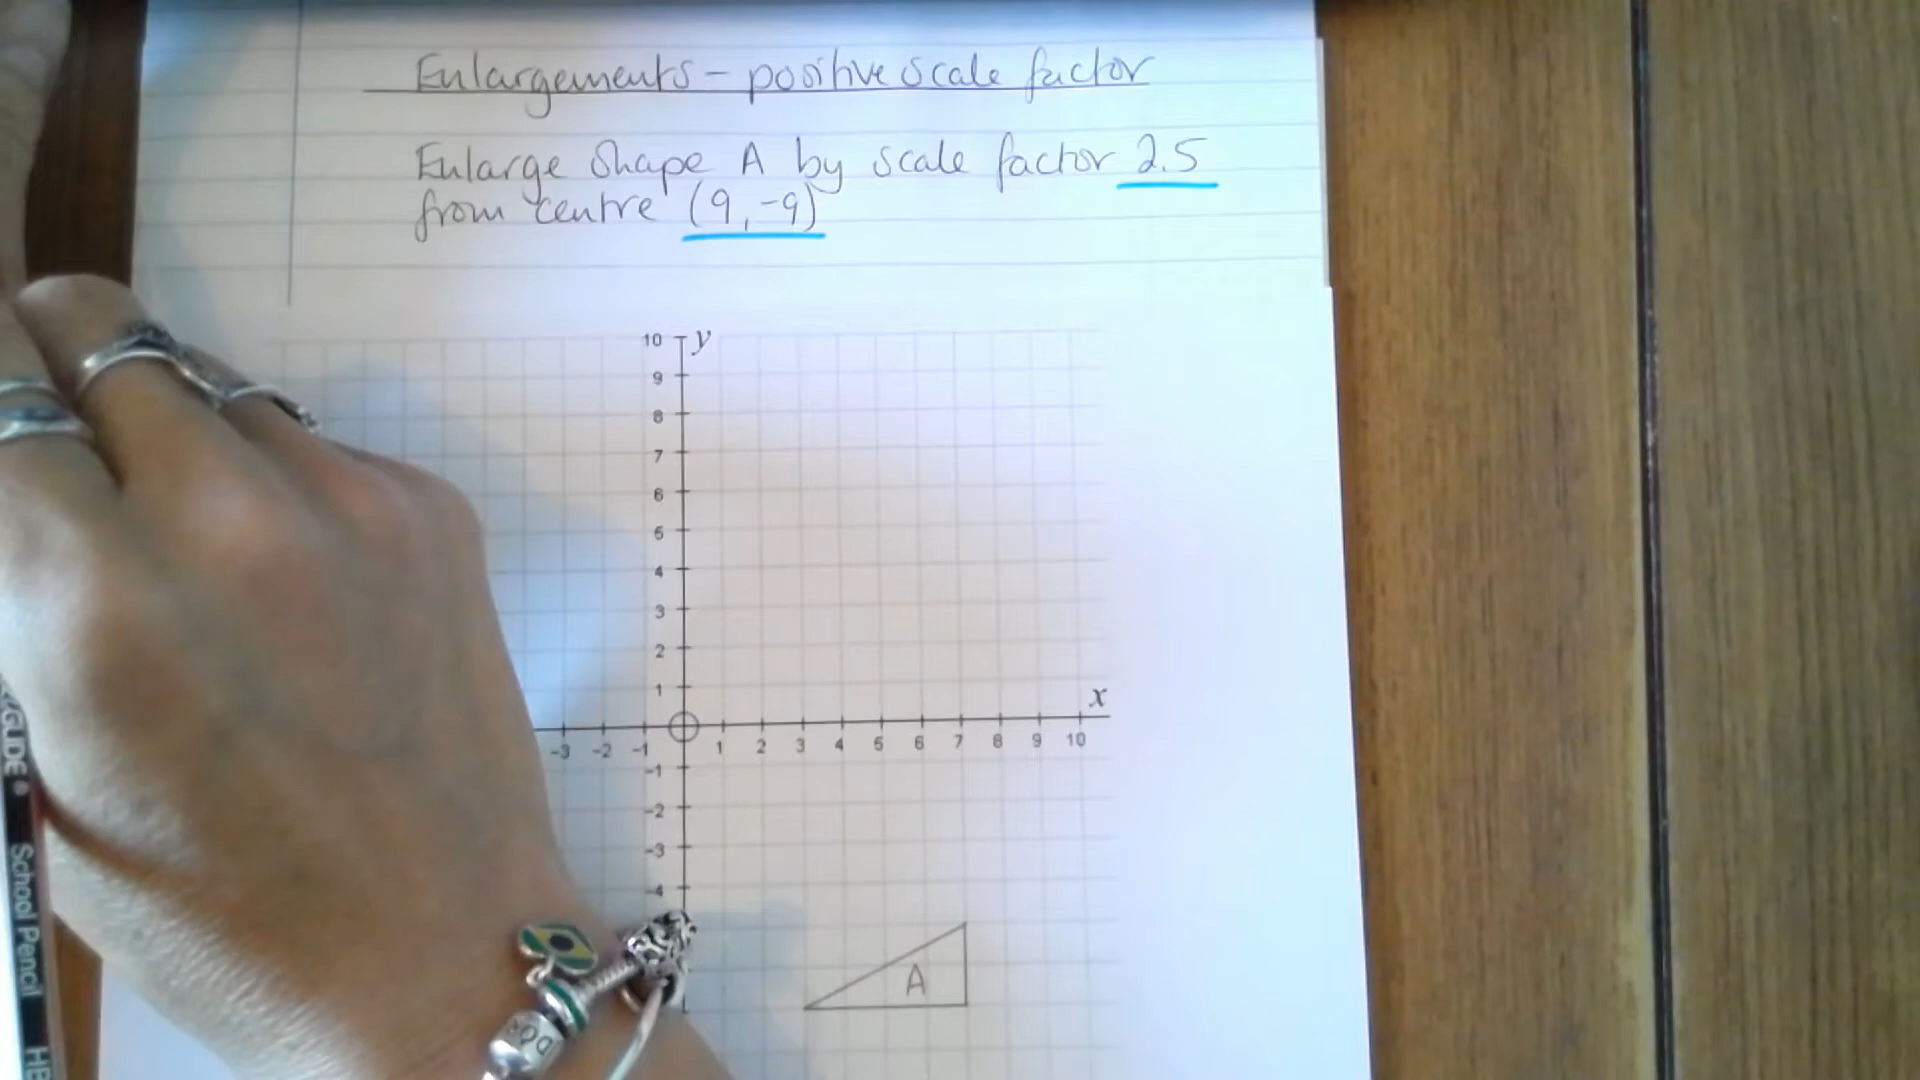 Enlargements - positive scale factor
Enlarge Shape A by scale factor 2.5
from centre (9, -9)
10 y
9
8
7
6
5
4
3
2
1
x
-3 -2 -1 1 2 3 4 5 6 7 8 9 10
-1
-2
-3
-4
A
GLIDE School Pencil HB